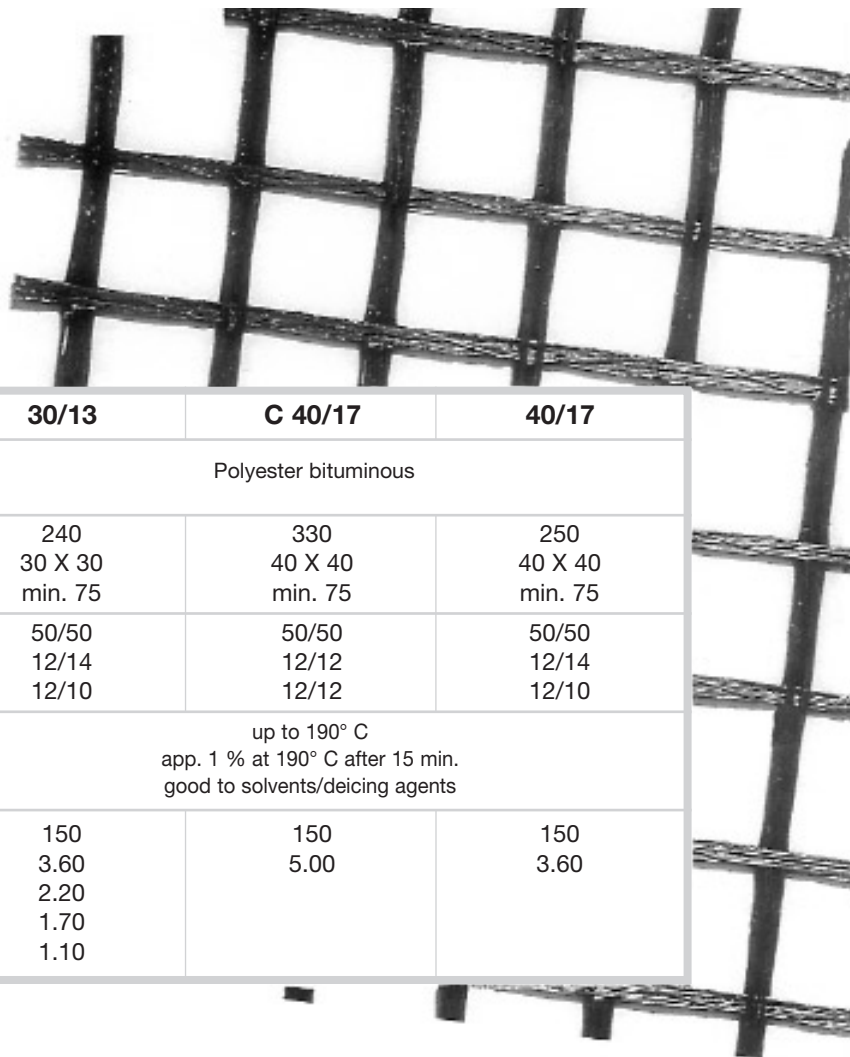 30/13 C 40/17 40/17
Polyester bituminous
240 330 250
30 X 30 40 X 40 40 X 40
min. 75 min. 75 min. 75
50/50 50/50 50/50
12/14 12/12 12/14
12/10 12/12 12/10
up to 190° C
app. 1 % at 190° C after 15 min.
good to solvents/deicing agents
150 150 150
3.60 5.00 3.60
2.20
1.70
1.10